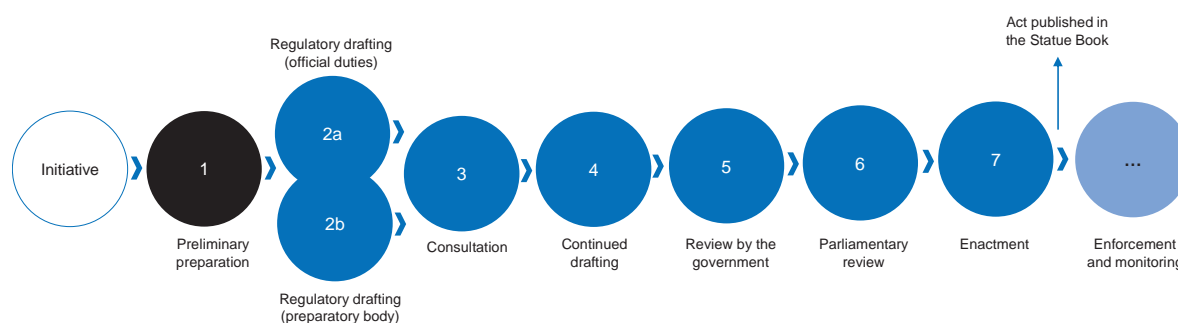 Act published in
the Statue Book
Regulatory drafting
(official duties)
Initiative
1
2a
2b
3
4
5
6
7
...
Preliminary
preparation
Consultation
Continued
drafting
Review by the
government
Parliamentary
review
Enactment
Enforcement
and monitoring
Regulatory drafting
(preparatory body)